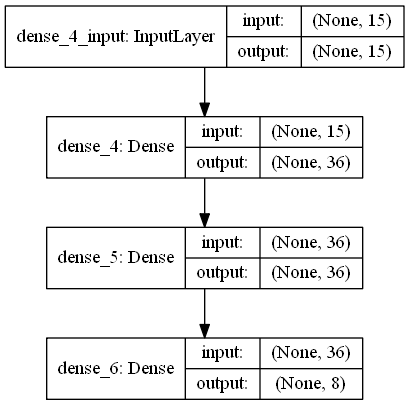 dense_4_input: InputLayer
input: (None, 15)
output: (None, 15)
dense_4: Dense
input: (None, 15)
output: (None, 36)
dense_5: Dense
input: (None, 36)
output: (None, 36)
dense_6: Dense
input: (None, 36)
output: (None, 8)